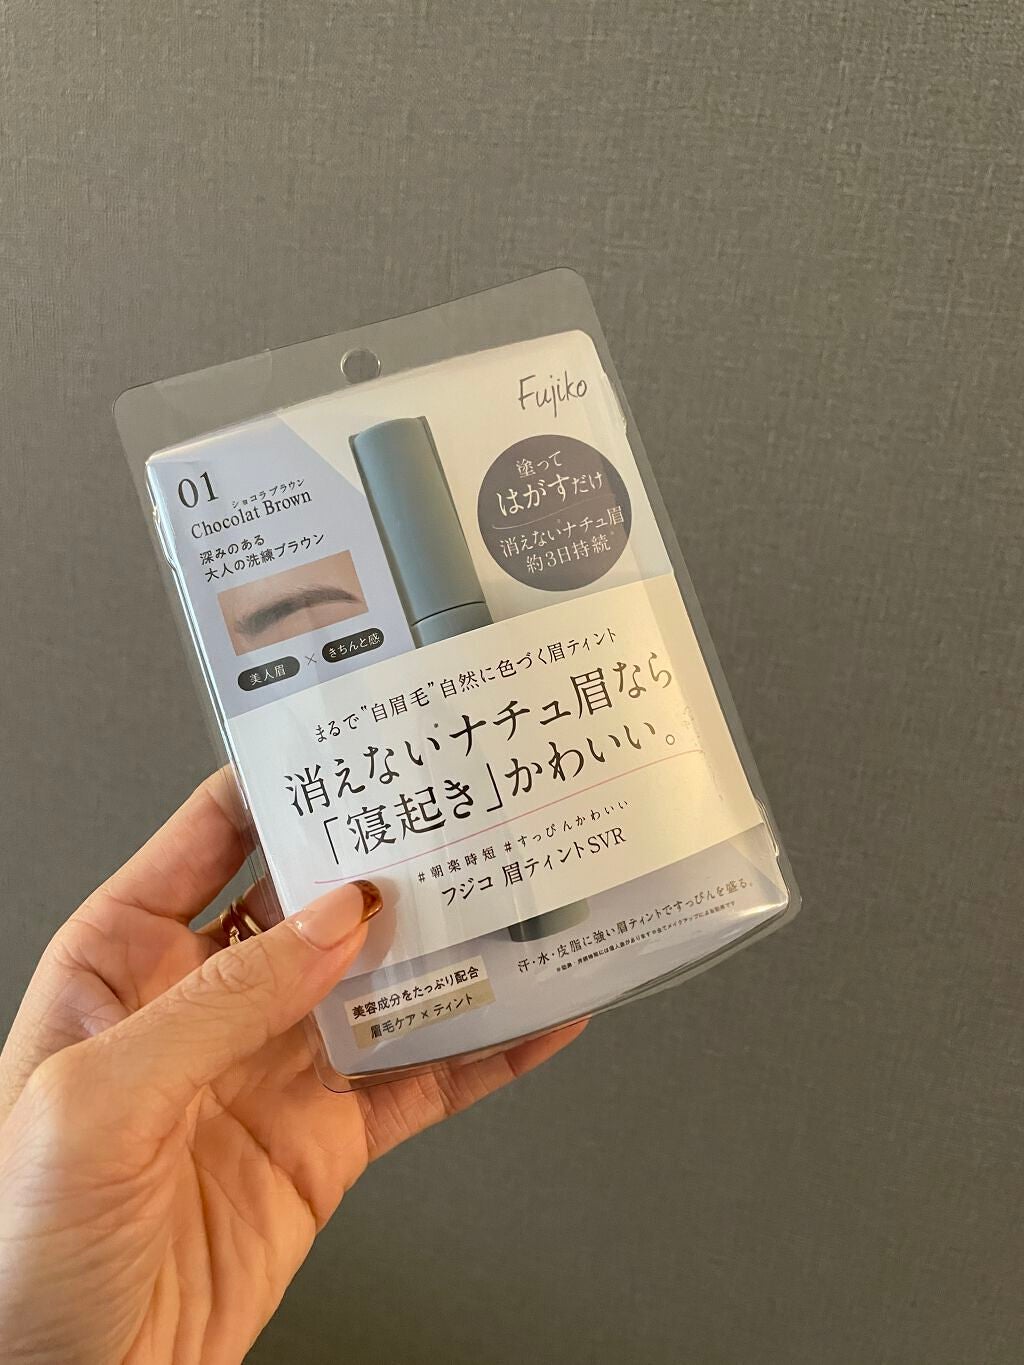 Fujiko
01
ショコラブラウン
Chocolat Brown
深みのある
大人の洗練ブラウン
美人眉 × きちんと感
塗って
はがすだけ
消えないナチュ眉
約3日持続
まるで"自眉毛"自然に色づく眉ティント
消えないナチュ眉なら
「寝起き」かわいい。
#朝楽時短 #すっぴんかわいい
フジコ 眉ティントSVR
汗・水・皮脂に強い眉ティントですっぴんを盛る。
美容成分をたっぷり配合
眉毛ケア × ティント